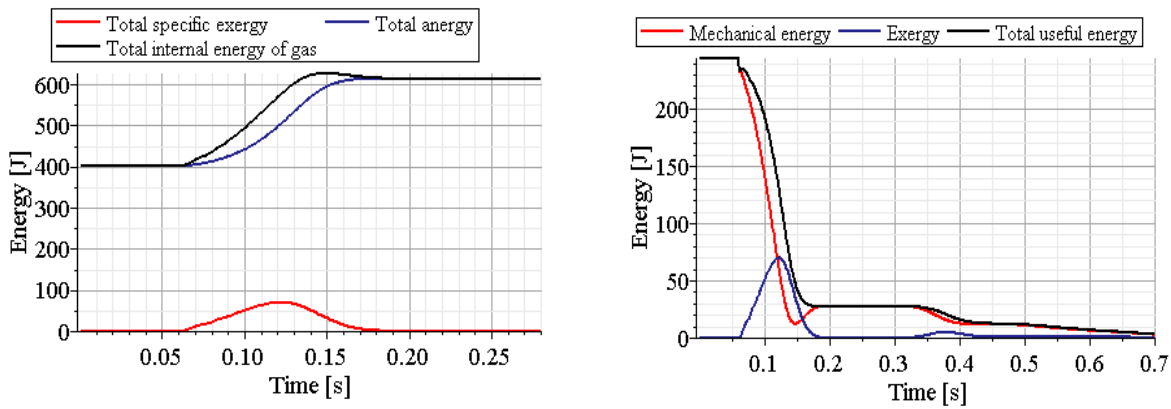 Total specific exergy Total anergy
Total internal energy of gas
600
500
400
300
200
100
0
Energy [J]
0.05 0.10 0.15 0.20 0.25
Time [s]
Mechanical energy Exergy Total useful energy
200
150
100
50
0
Energy [J]
0.1 0.2 0.3 0.4 0.5 0.6 0.7
Time [s]